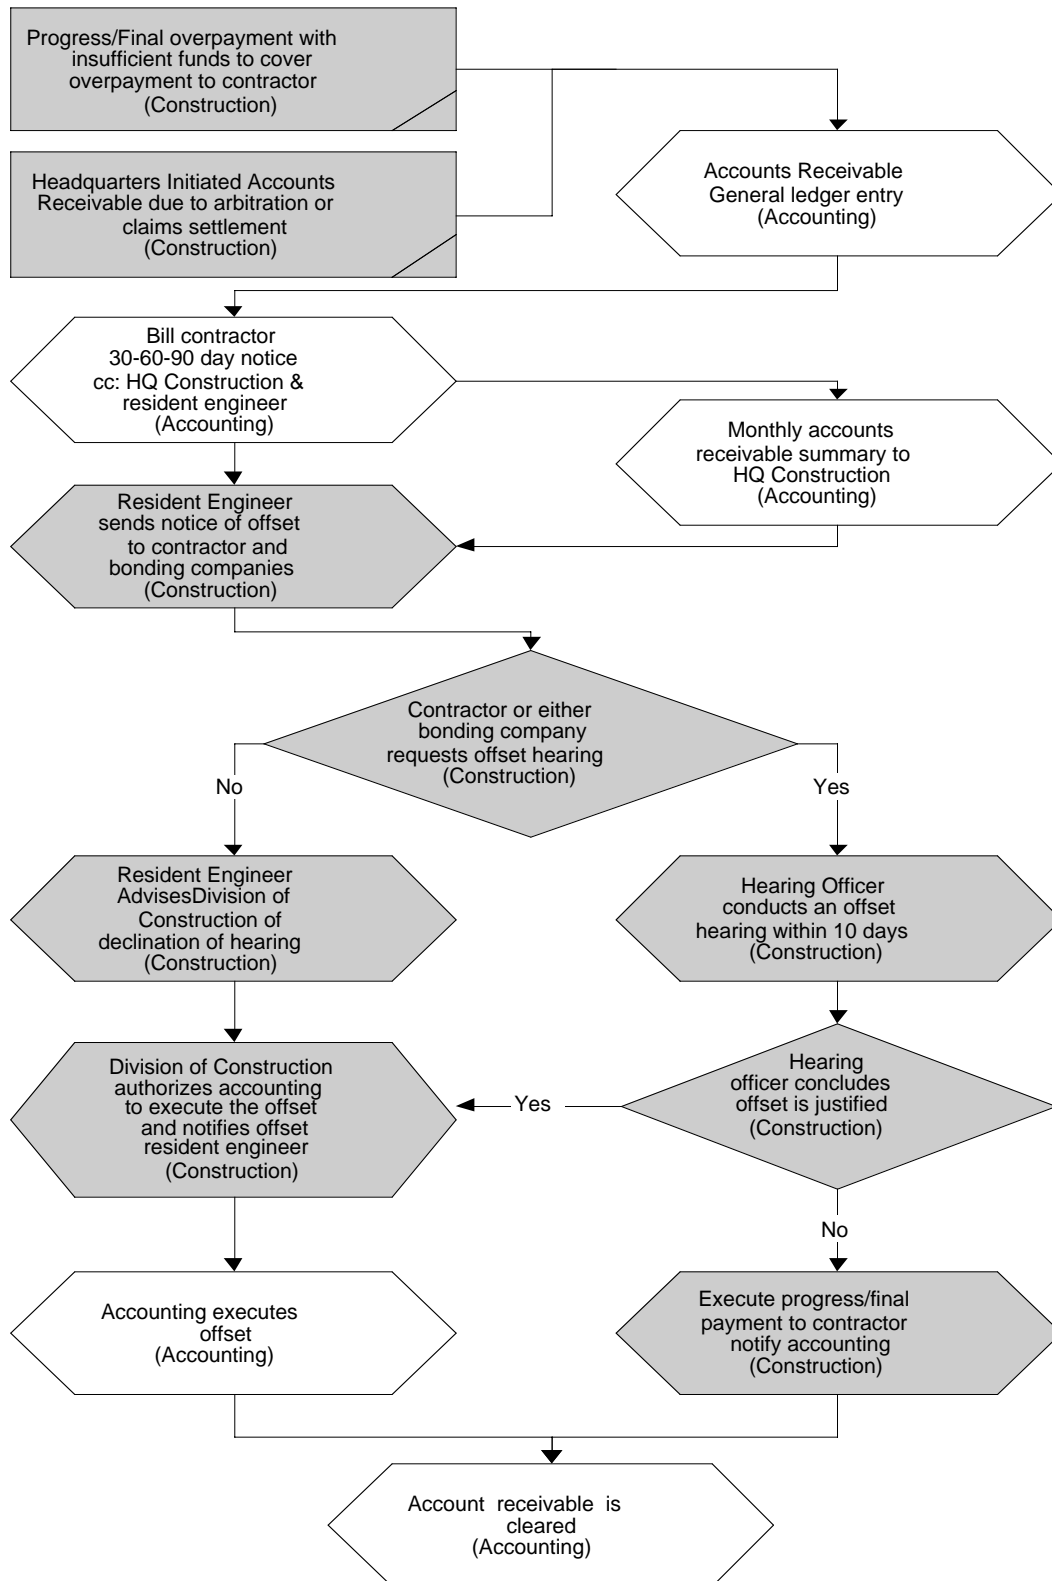 Progress/Final overpayment with
insufficient funds to cover
overpayment to contractor
(Construction)
Headquarters Initiated Accounts
Receivable due to arbitration or
claims settlement
(Construction)
Accounts Receivable
General ledger entry
(Accounting)
Bill contractor
30-60-90 day notice
cc: HQ Construction &
resident engineer
(Accounting)
Monthly accounts
receivable summary to
HQ Construction
(Accounting)
Resident Engineer
sends notice of offset
to contractor and
bonding companies
(Construction)
Contractor or either
bonding company
requests offset hearing
(Construction)
No
Yes
Resident Engineer
AdvisesDivision of
Construction of
declination of hearing
(Construction)
Hearing Officer
conducts an offset
hearing within 10 days
(Construction)
Division of Construction
authorizes accounting
to execute the offset
and notifies offset
resident engineer
(Construction)
Yes
Hearing
officer concludes
offset is justified
(Construction)
No
Accounting executes
offset
(Accounting)
Execute progress/final
payment to contractor
notify accounting
(Construction)
Account receivable is
cleared
(Accounting)